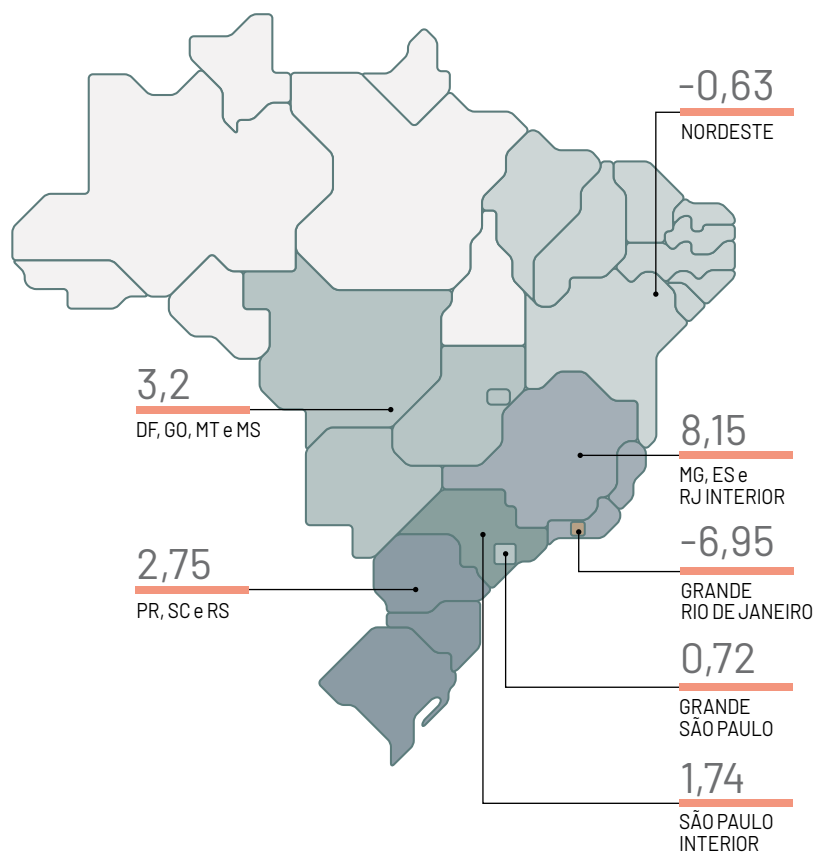 -0,63
NORDESTE
3,2
DF, GO, MT e MS
8,15
MG, ES e
RJ INTERIOR
-6,95
GRANDE
RIO DE JANEIRO
2,75
PR, SC e RS
0,72
GRANDE
SÃO PAULO
1,74
SÃO PAULO
INTERIOR